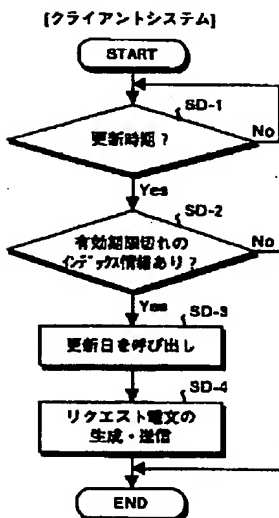 [クライアントシステム]
START
SD-1
更新時期?
No
Yes
SD-2
有効期限切れの
インデックス情報あり?
No
Yes
SD-3
更新日を呼び出し
SD-4
リクエスト電文の
生成・送信
END